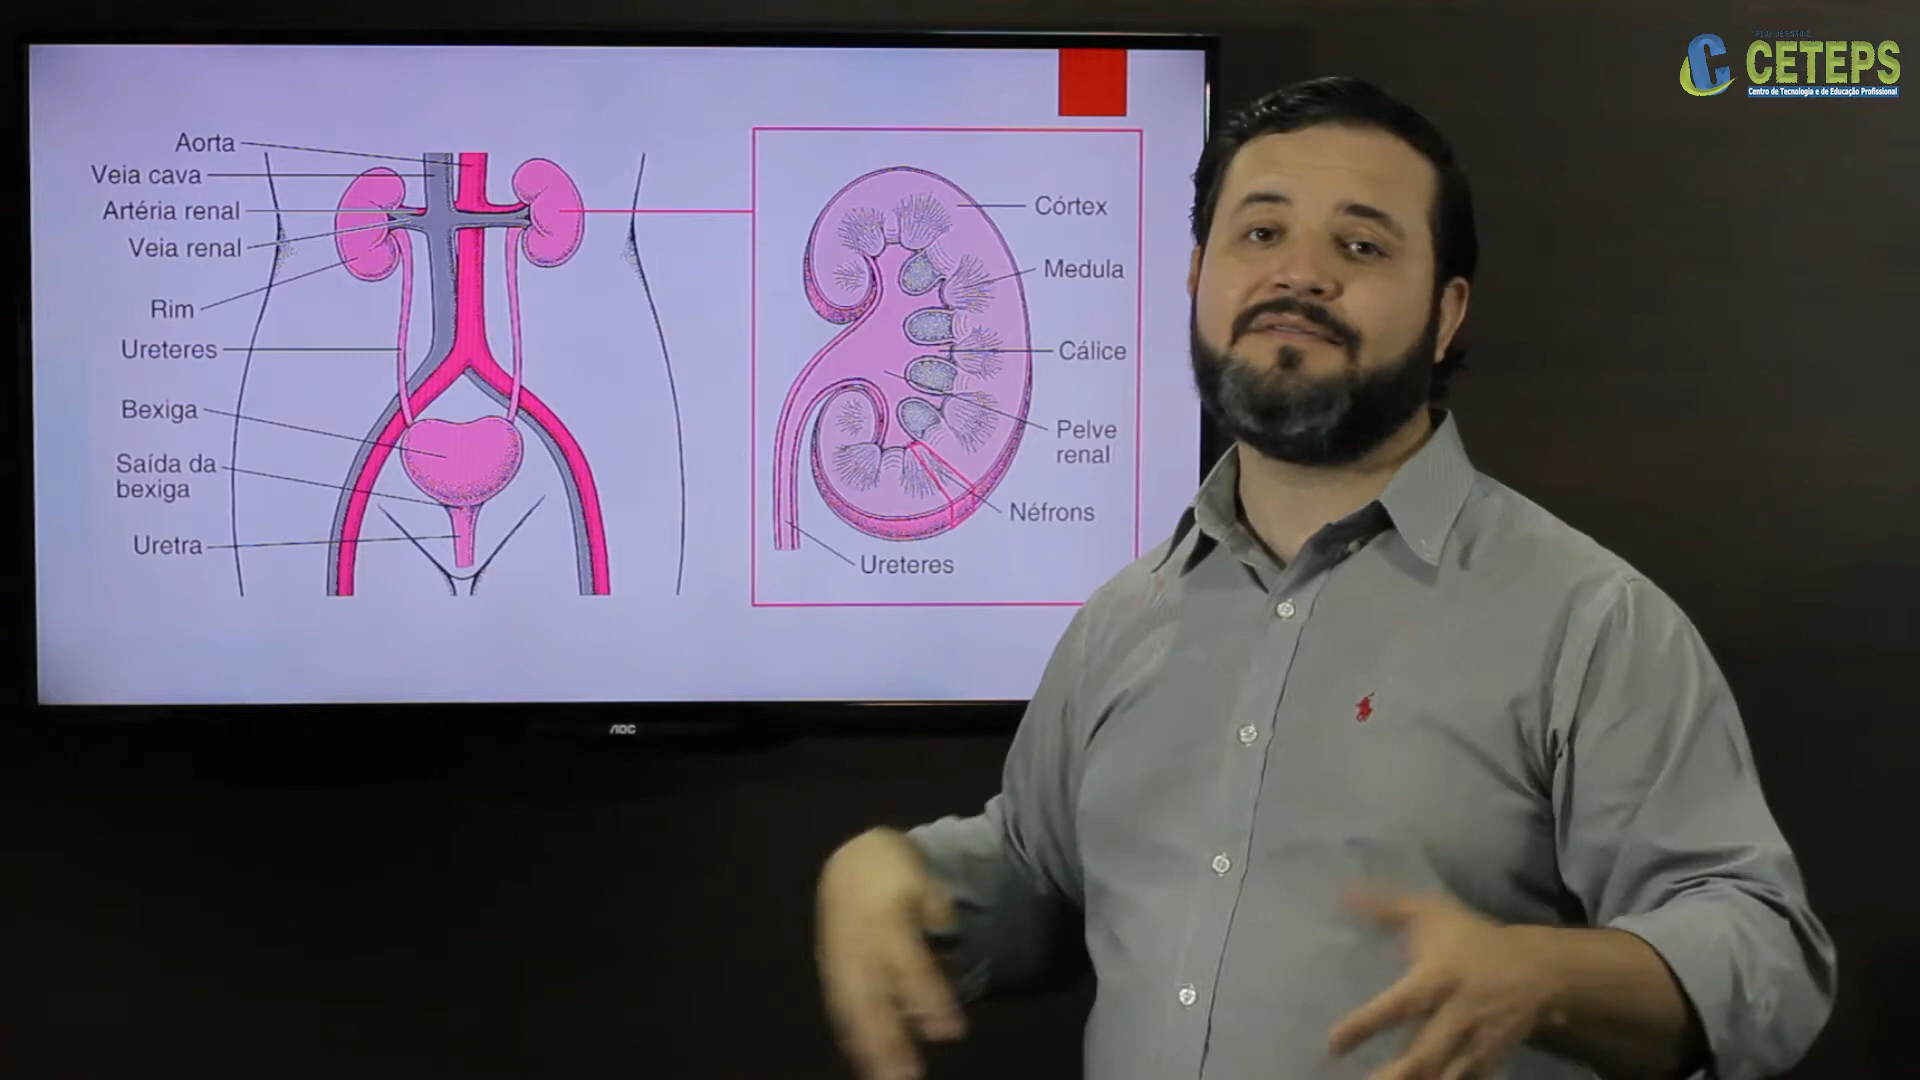 Aorta
Veia cava
Artéria renal
Veia renal
Rim
Ureteres
Bexiga
Saída da
bexiga
Uretra
Córtex
Medula
Cálice
Pelve
renal
Néfrons
Ureteres
AOC
CETEPS
Centro de Tecnologia e de Educação Profissional